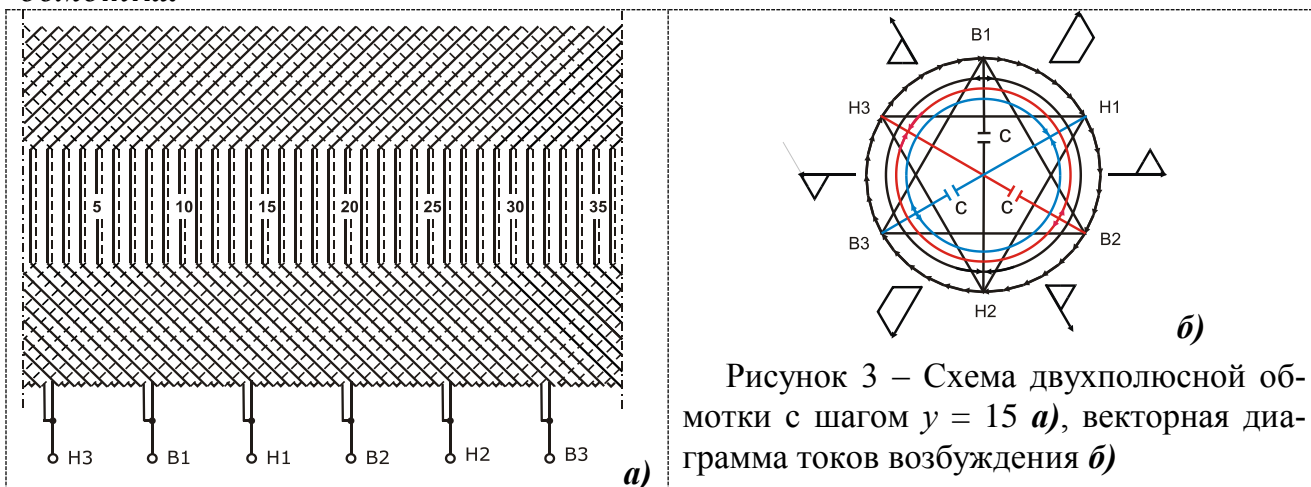 5 10 15 20 25 30 35
Н3 В1 Н1 В2 Н2 В3
а)
В1
Н3 Н1
С
С С
В3 В2
Н2
б)
Рисунок 3 – Схема двухполюсной об-
мотки с шагом y = 15 а), векторная диа-
грамма токов возбуждения б)